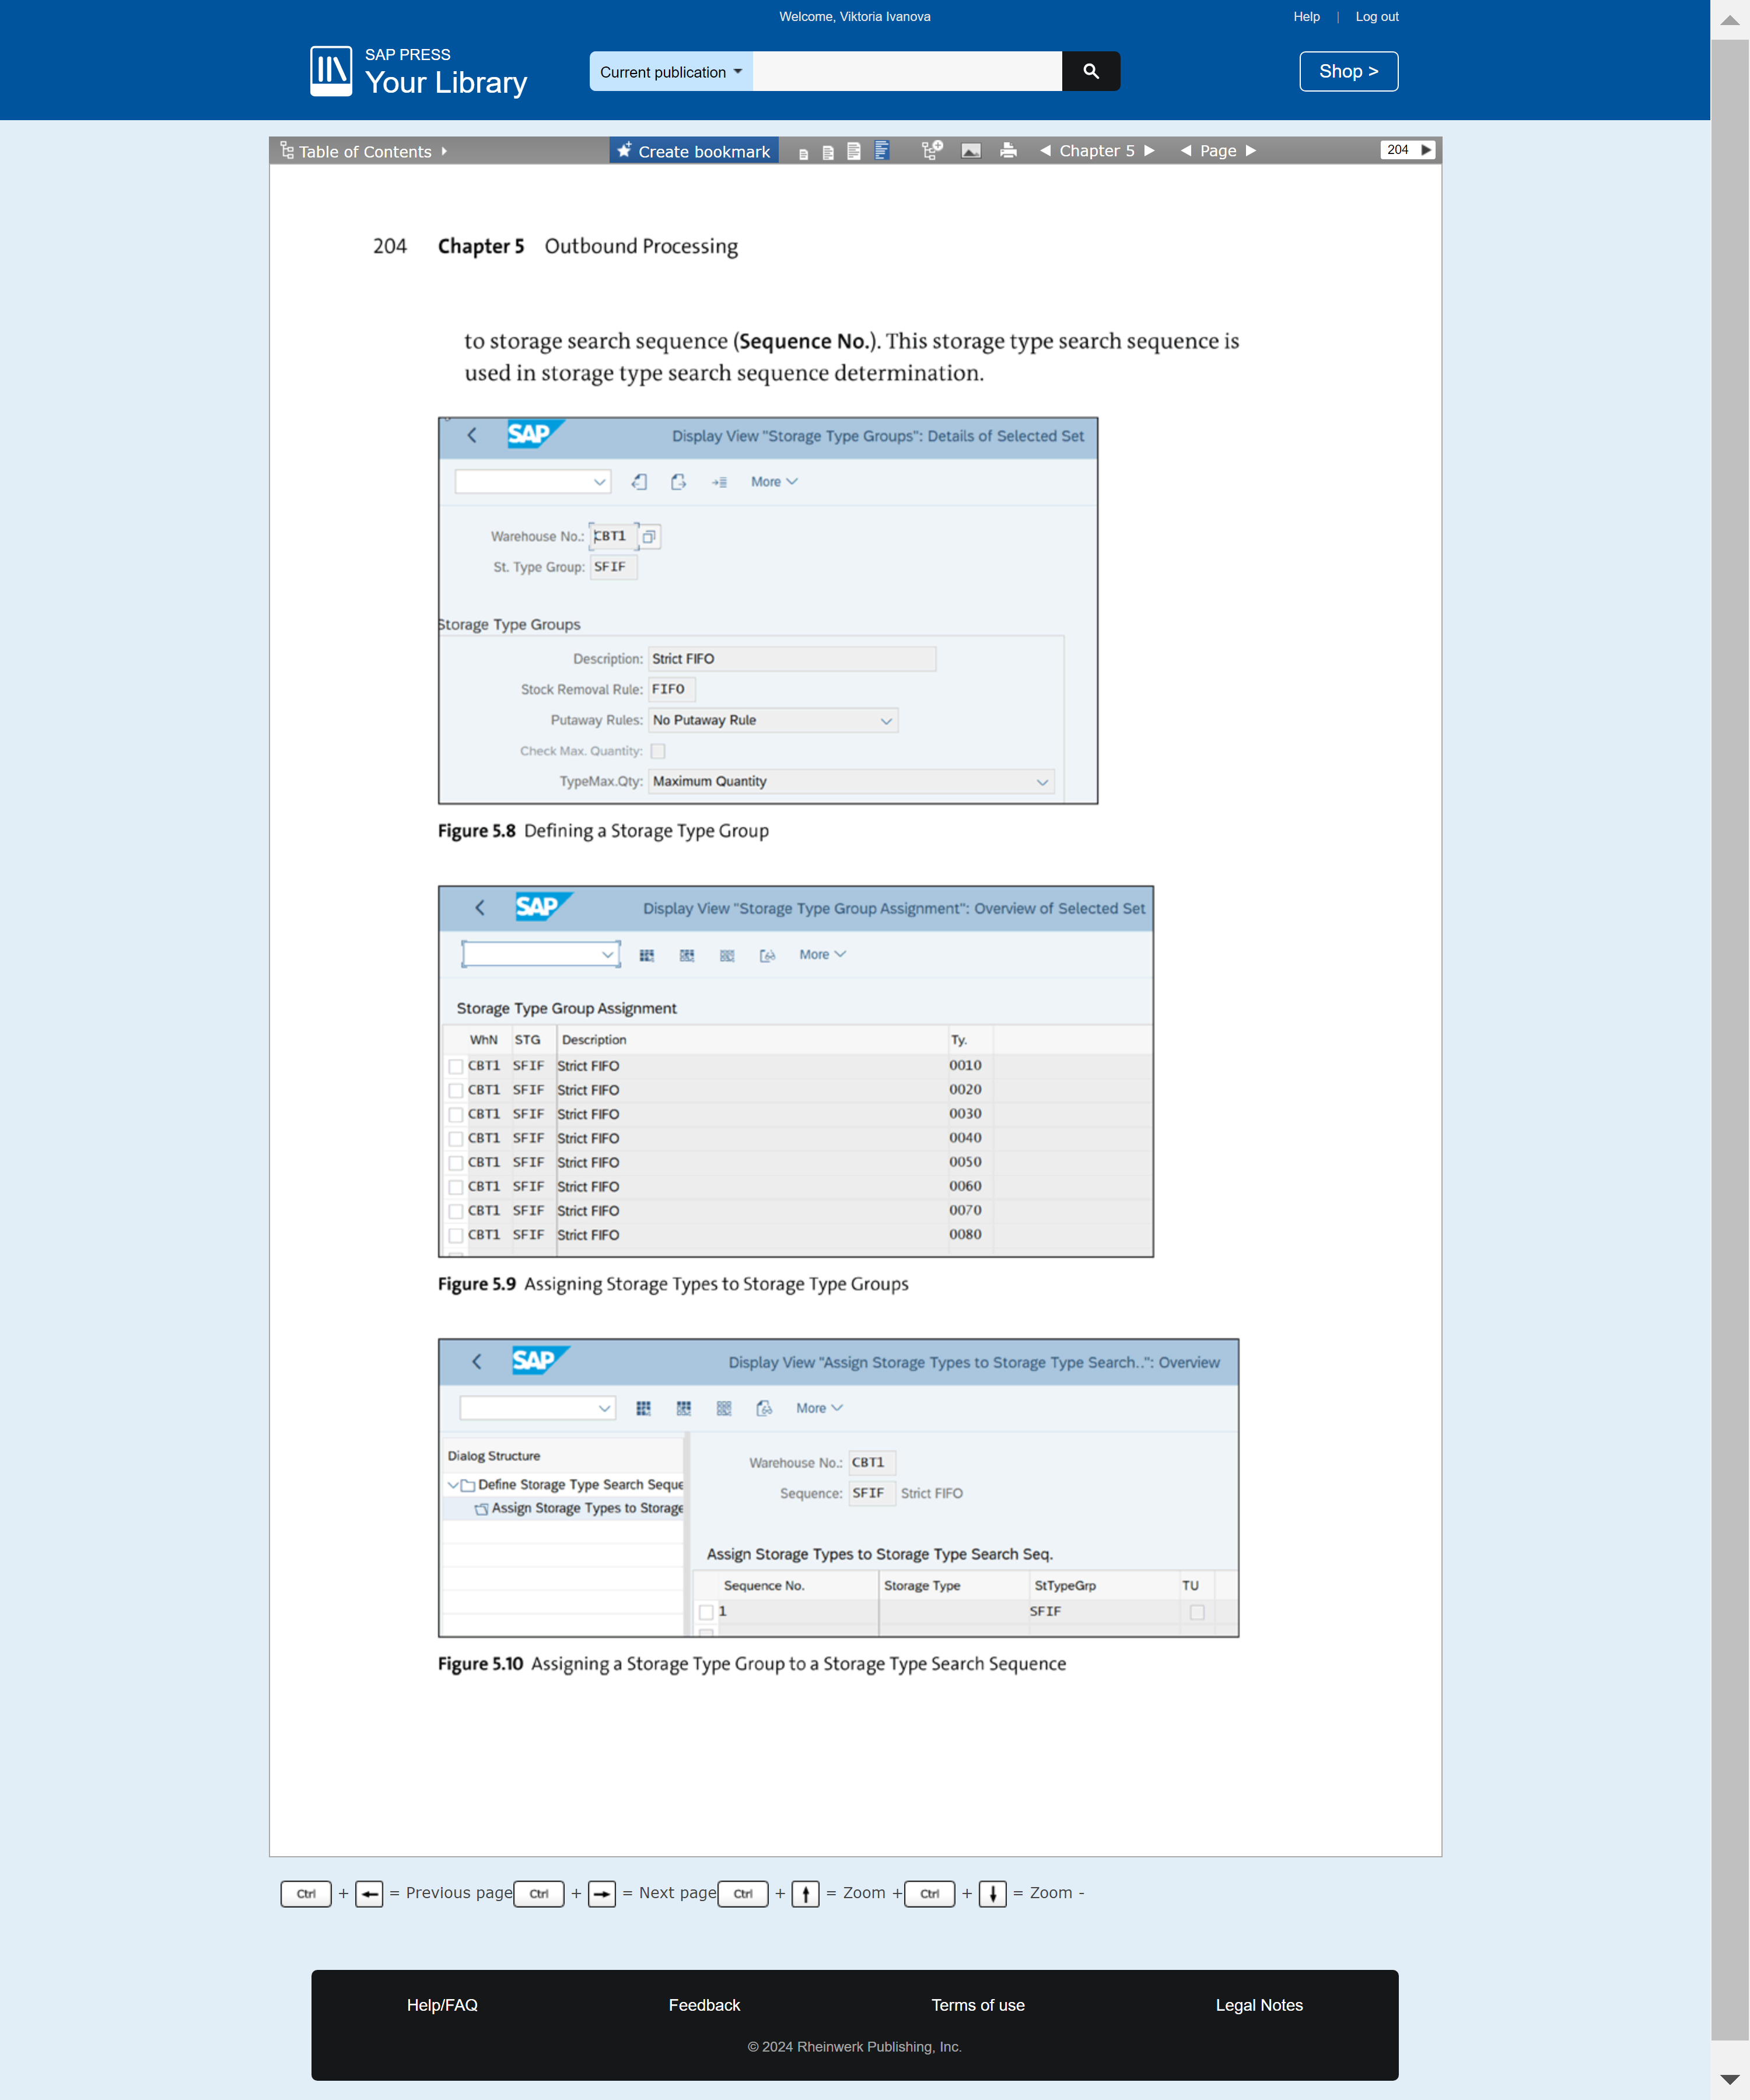 Welcome, Viktoria Ivanova
Help | Log out
SAP PRESS
Your Library
Current publication
Shop >
Table of Contents
Create bookmark
Chapter 5
Page
204
204 Chapter 5 Outbound Processing
to storage search sequence (Sequence No.). This storage type search sequence is
used in storage type search sequence determination.
SAP
Display View "Storage Type Groups": Details of Selected Set
More
Warehouse No.: CBT1
St. Type Group: SFIF
Storage Type Groups
Description: Strict FIFO
Stock Removal Rule: FIFO
Putaway Rules: No Putaway Rule
Check Max. Quantity:
TypeMax.Qty: Maximum Quantity
Figure 5.8 Defining a Storage Type Group
SAP
Display View "Storage Type Group Assignment": Overview of Selected Set
More
Storage Type Group Assignment
WhN STG Description Ty.
CBT1 SFIF Strict FIFO 0010
CBT1 SFIF Strict FIFO 0020
CBT1 SFIF Strict FIFO 0030
CBT1 SFIF Strict FIFO 0040
CBT1 SFIF Strict FIFO 0050
CBT1 SFIF Strict FIFO 0060
CBT1 SFIF Strict FIFO 0070
CBT1 SFIF Strict FIFO 0080
Figure 5.9 Assigning Storage Types to Storage Type Groups
SAP
Display View "Assign Storage Types to Storage Type Search..": Overview
More
Dialog Structure
Define Storage Type Search Seque
Assign Storage Types to Storage
Warehouse No.: CBT1
Sequence: SFIF Strict FIFO
Assign Storage Types to Storage Type Search Seq.
Sequence No. Storage Type StTypeGrp TU
1 SFIF
Figure 5.10 Assigning a Storage Type Group to a Storage Type Search Sequence
Ctrl + ← = Previous page Ctrl + → = Next page Ctrl + ↑ = Zoom + Ctrl + ↓ = Zoom -
Help/FAQ
Feedback
Terms of use
Legal Notes
© 2024 Rheinwerk Publishing, Inc.